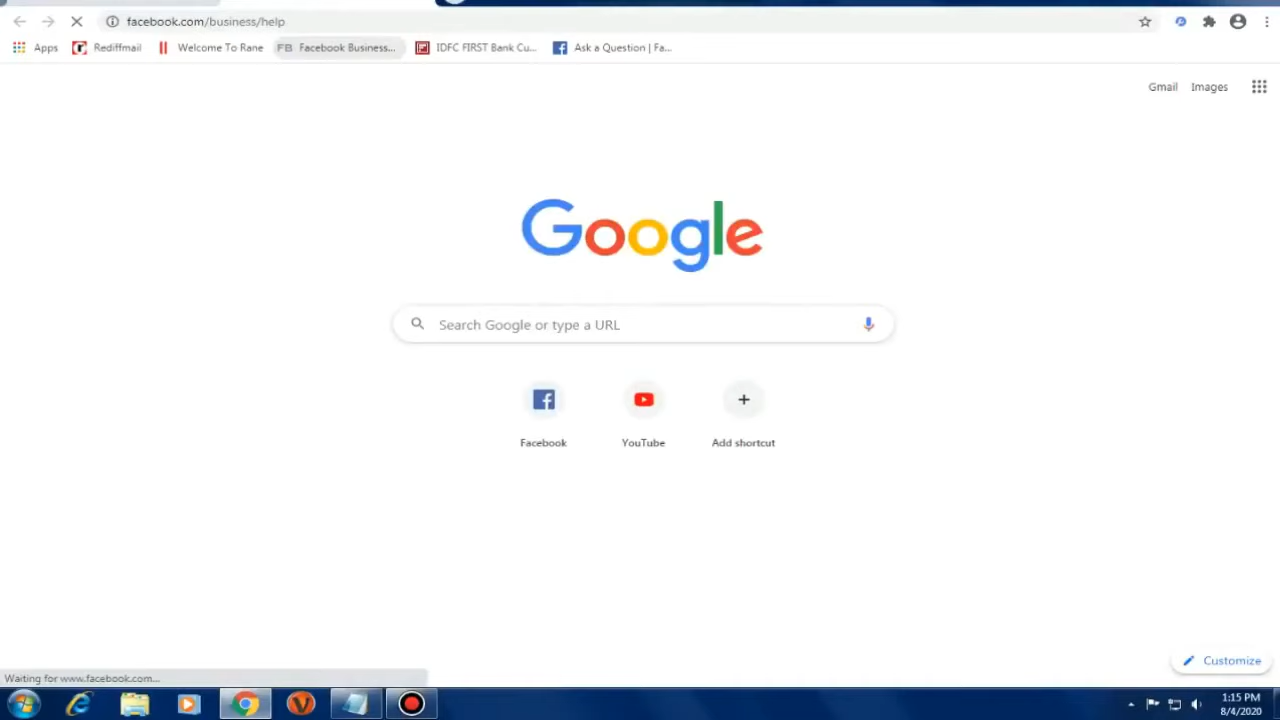 facebook.com/business/help
Apps Rediffmail Welcome To Rane FB Facebook Business... IDFC FIRST Bank Cu... Ask a Question | Fa...
Gmail Images
Google
Search Google or type a URL
Facebook YouTube Add shortcut
Customize
Waiting for www.facebook.com...
1:15 PM
8/4/2020